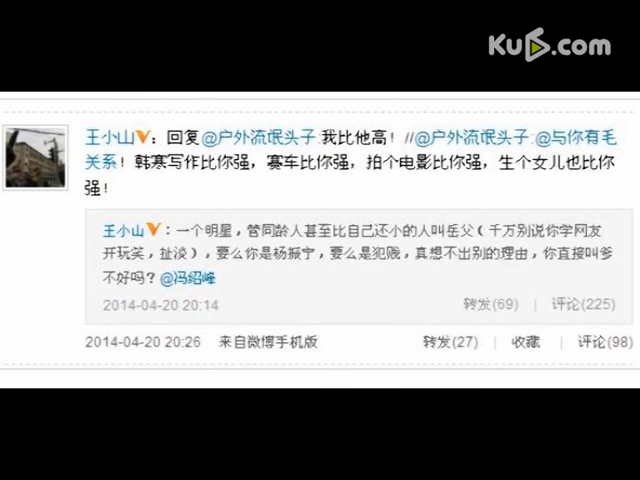 Ku6.com
王小山V：回复@户外流氓头子:我比他高！//@户外流氓头子:@与你有毛
关系！韩寒写作比你强，赛车比你强，拍个电影比你强，生个女儿也比你
强！
王小山V：一个明星，管同龄人甚至比自己还小的人叫岳父（千万别说你学网友
开玩笑，扯淡），要么你是杨振宁，要么是犯贱，真想不出别的理由，你直接叫爹
不好吗？@冯绍峰
2014-04-20 20:14 转发(69) | 评论(225)
2014-04-20 20:26 来自微博手机版 转发(27) | 收藏 | 评论(98)